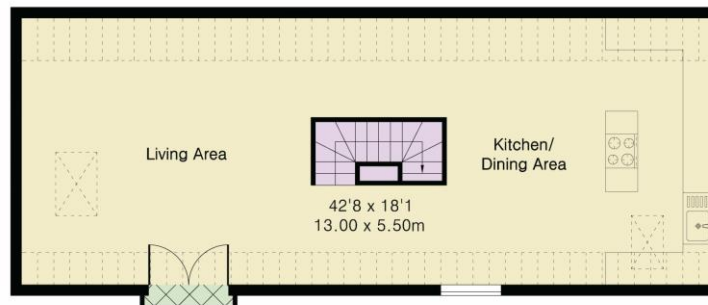 Living Area
Kitchen/
Dining Area
42'8 x 18'1
13.00 x 5.50m